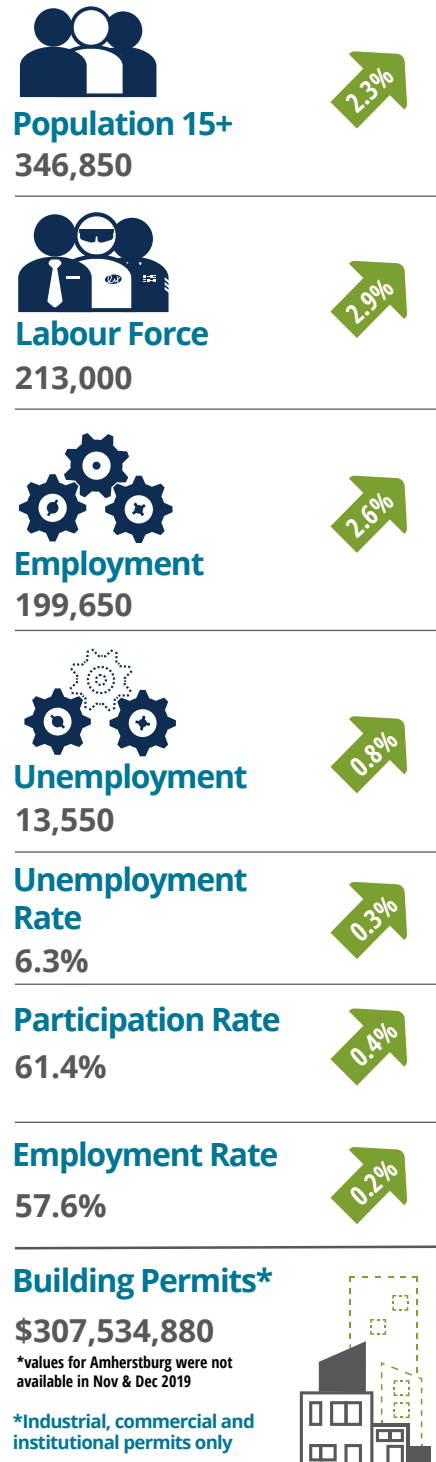 2.3%
Population 15+
346,850
2.9%
Labour Force
213,000
2.6%
Employment
199,650
0.8%
Unemployment
13,550
Unemployment
Rate
0.3%
6.3%
Participation Rate
0.4%
61.4%
Employment Rate
0.2%
57.6%
Building Permits*
$307,534,880
*values for Amherstburg were not
available in Nov & Dec 2019
*Industrial, commercial and
institutional permits only